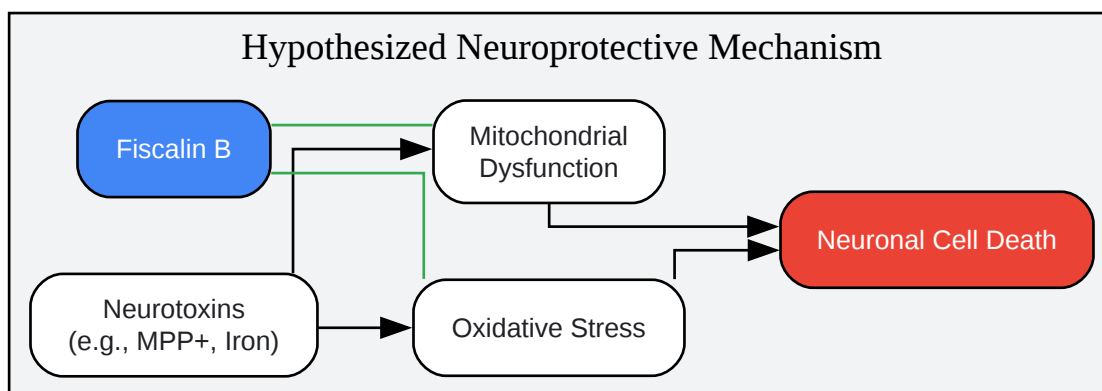 Hypothesized Neuroprotective Mechanism
Fiscalin B
Mitochondrial
Dysfunction
Neuronal Cell Death
Neurotoxins
(e.g., MPP+, Iron)
Oxidative Stress